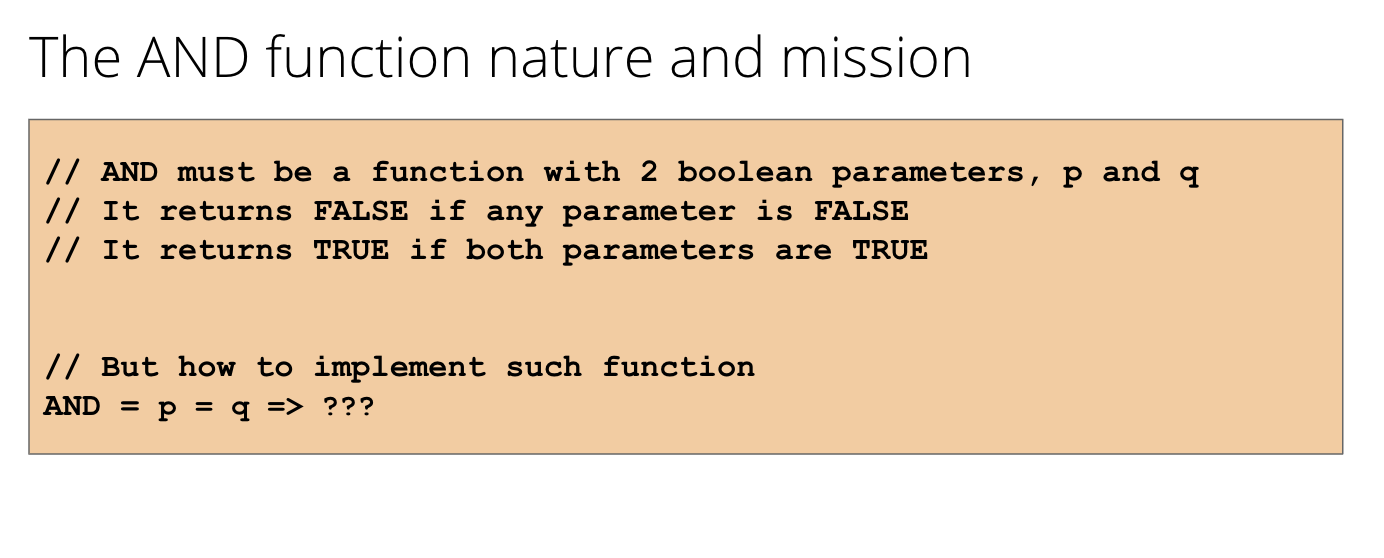 The AND function nature and mission
// AND must be a function with 2 boolean parameters, p and q
// It returns FALSE if any parameter is FALSE
// It returns TRUE if both parameters are TRUE
// But how to implement such function
AND = p = q => ???